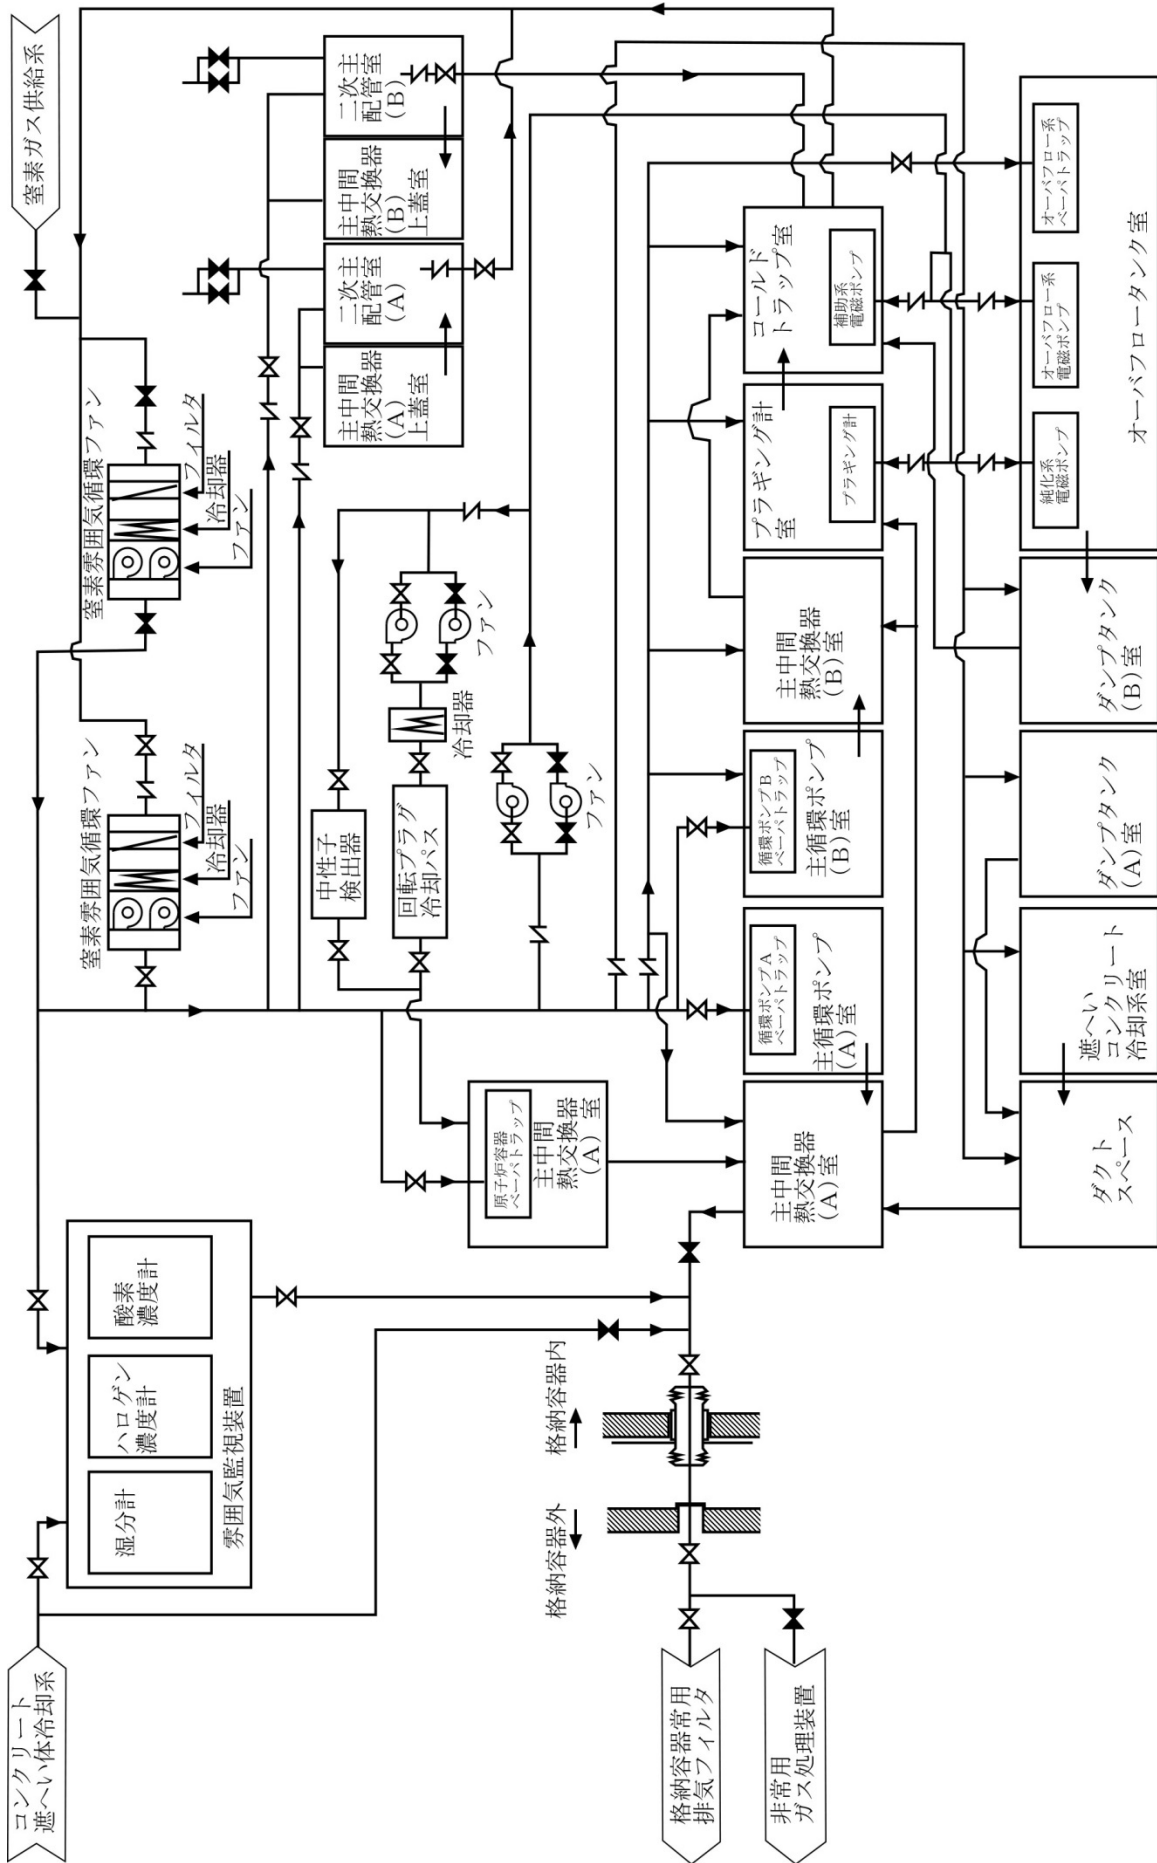 コンクリート
遮へい体冷却系
窒素ガス供給系
湿分計
ハロゲン
濃度計
酸素
濃度計
雰囲気監視装置
窒素雰囲気循環ファン
フィルタ
冷却器
ファン
窒素雰囲気循環ファン
フィルタ
冷却器
ファン
主中間
熱交換器
(A)
上蓋室
二次主
配管室
(A)
主中間
熱交換器
(B)
上蓋室
二次主
配管室
(B)
中性子
検出器
回転プラグ
冷却パス
冷却器
ファン
ファン
原子炉容器
ベーパトラップ
主中間
熱交換器
(A)室
格納容器外
格納容器内
格納容器常用
排気フィルタ
非常用
ガス処理装置
主中間
熱交換器
(A)室
循環ポンプA
ベーパトラップ
主循環ポンプ
(A)室
循環ポンプB
ベーパトラップ
主循環ポンプ
(B)室
主中間
熱交換器
(B)室
プラギング計
室
プラギング計
コールド
トラップ室
補助系
電磁ポンプ
ダクト
スペース
遮へい
コンクリート
冷却系室
ダンプタンク
(A)室
ダンプタンク
(B)室
純化系
電磁ポンプ
オーバフロー系
電磁ポンプ
オーバフロー系
ベーパトラップ
オーバフロータンク室